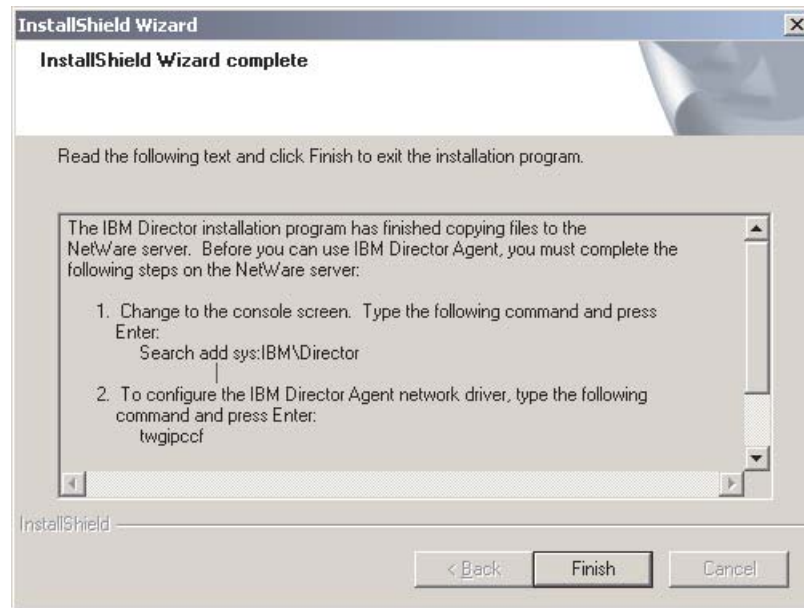 InstallShield Wizard
InstallShield Wizard complete
Read the following text and click Finish to exit the installation program.
The IBM Director installation program has finished copying files to the
NetWare server. Before you can use IBM Director Agent, you must complete the
following steps on the NetWare server:
1. Change to the console screen. Type the following command and press
Enter:
Search add sys:IBM\Director
2. To configure the IBM Director Agent network driver, type the following
command and press Enter:
twgipccf
InstallShield
< Back
Finish
Cancel